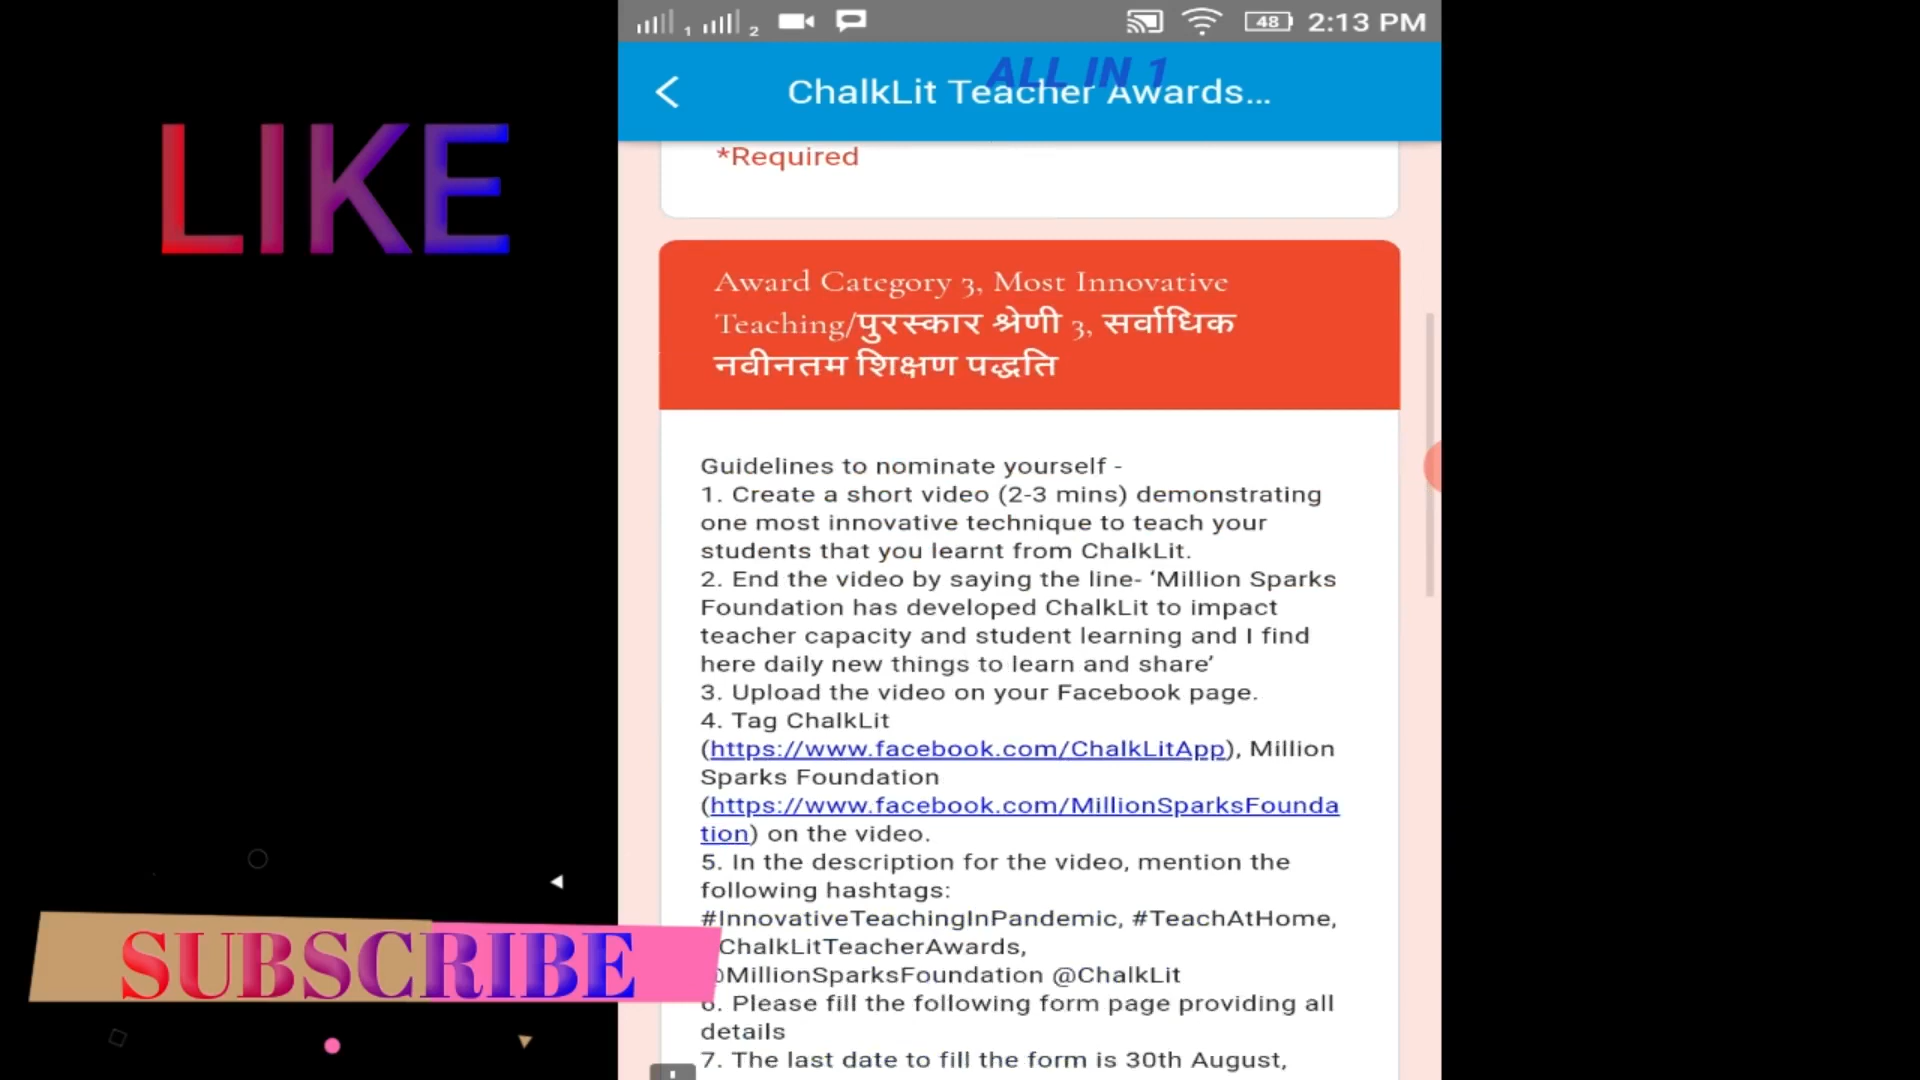 1 2 48 2:13 PM
ALL IN 1
ChalkLit Teacher Awards...
LIKE
*Required
Award Category 3, Most Innovative
Teaching/पुरस्कार श्रेणी 3, सर्वाधिक
नवीनतम शिक्षण पद्धति
Guidelines to nominate yourself -
1. Create a short video (2-3 mins) demonstrating
one most innovative technique to teach your
students that you learnt from ChalkLit.
2. End the video by saying the line- ‘Million Sparks
Foundation has developed ChalkLit to impact
teacher capacity and student learning and I find
here daily new things to learn and share’
3. Upload the video on your Facebook page.
4. Tag ChalkLit
(https://www.facebook.com/ChalkLitApp), Million
Sparks Foundation
(https://www.facebook.com/MillionSparksFounda
tion) on the video.
5. In the description for the video, mention the
following hashtags:
#InnovativeTeachingInPandemic, #TeachAtHome,
ChalkLitTeacherAwards,
@MillionSparksFoundation @ChalkLit
SUBSCRIBE
6. Please fill the following form page providing all
details
7. The last date to fill the form is 30th August,